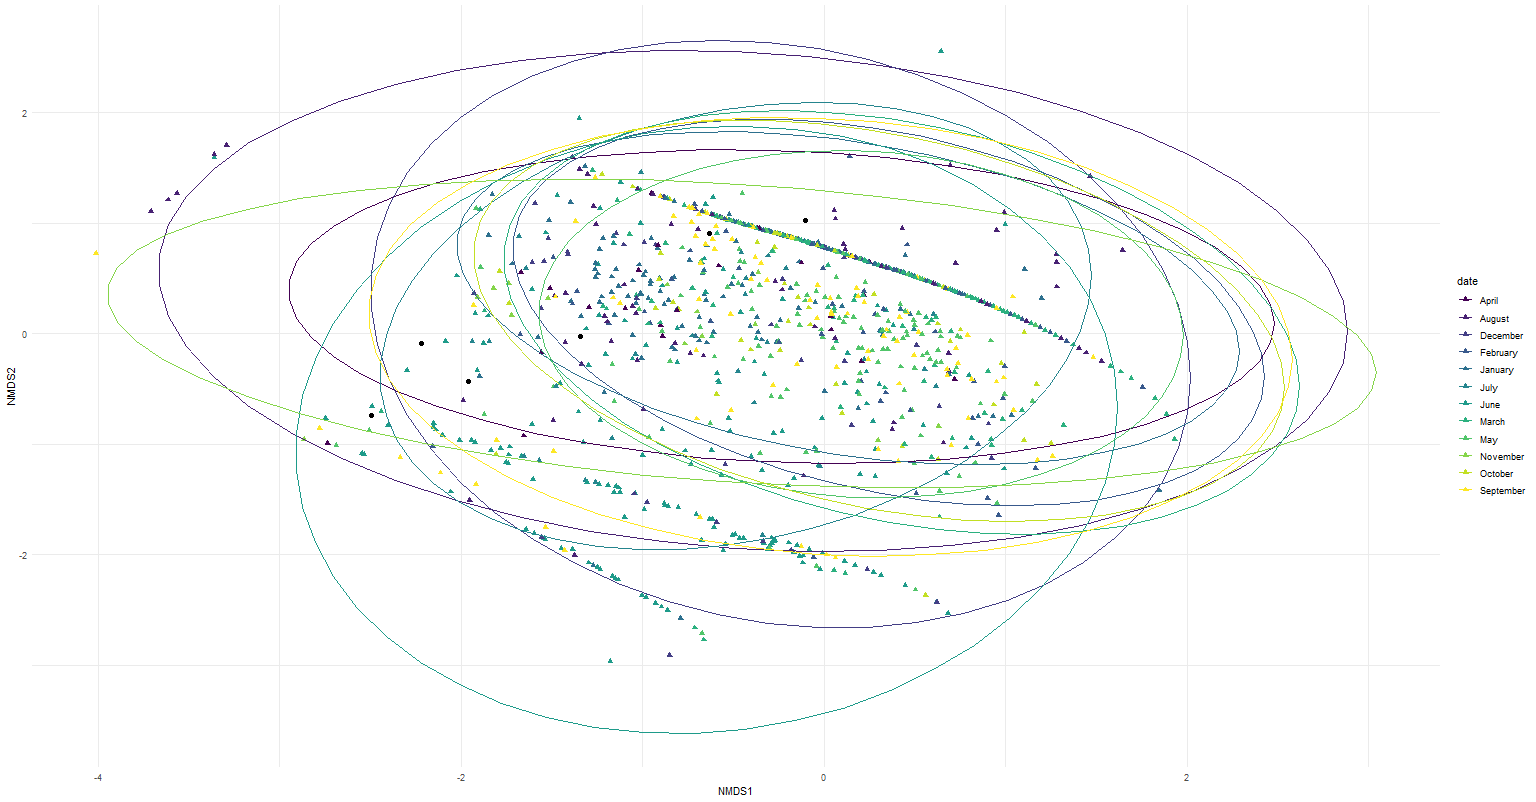 2
0
-2
NMDS2
-4
-2
0
2
NMDS1
date
April
August
December
February
January
July
June
March
May
November
October
September